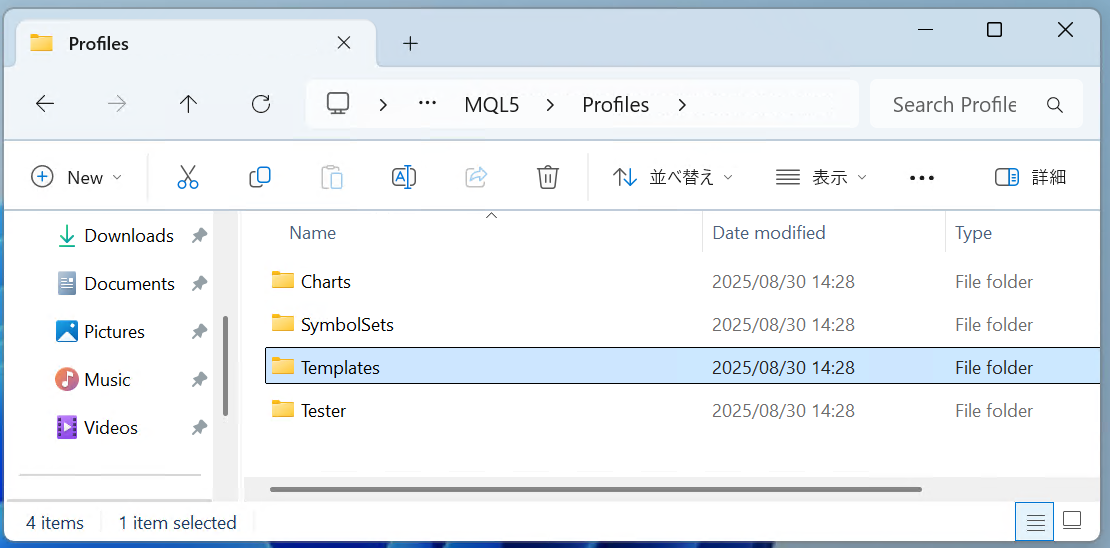 Profiles
MQL5 Profiles
Search Profile
New 並べ替え 表示 詳細
Downloads
Documents
Pictures
Music
Videos
Name Date modified Type
Charts 2025/08/30 14:28 File folder
SymbolSets 2025/08/30 14:28 File folder
Templates 2025/08/30 14:28 File folder
Tester 2025/08/30 14:28 File folder
4 items 1 item selected